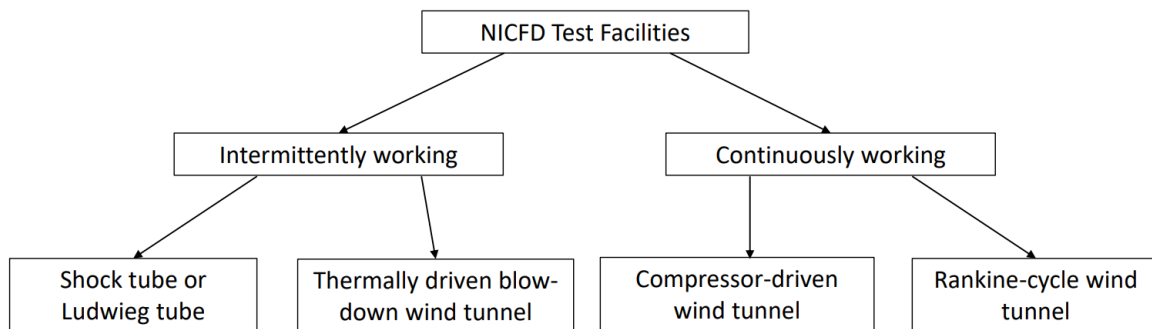 NICFD Test Facilities
Intermittently working
Continuously working
Shock tube or
Ludwieg tube
Thermally driven blow-
down wind tunnel
Compressor-driven
wind tunnel
Rankine-cycle wind
tunnel